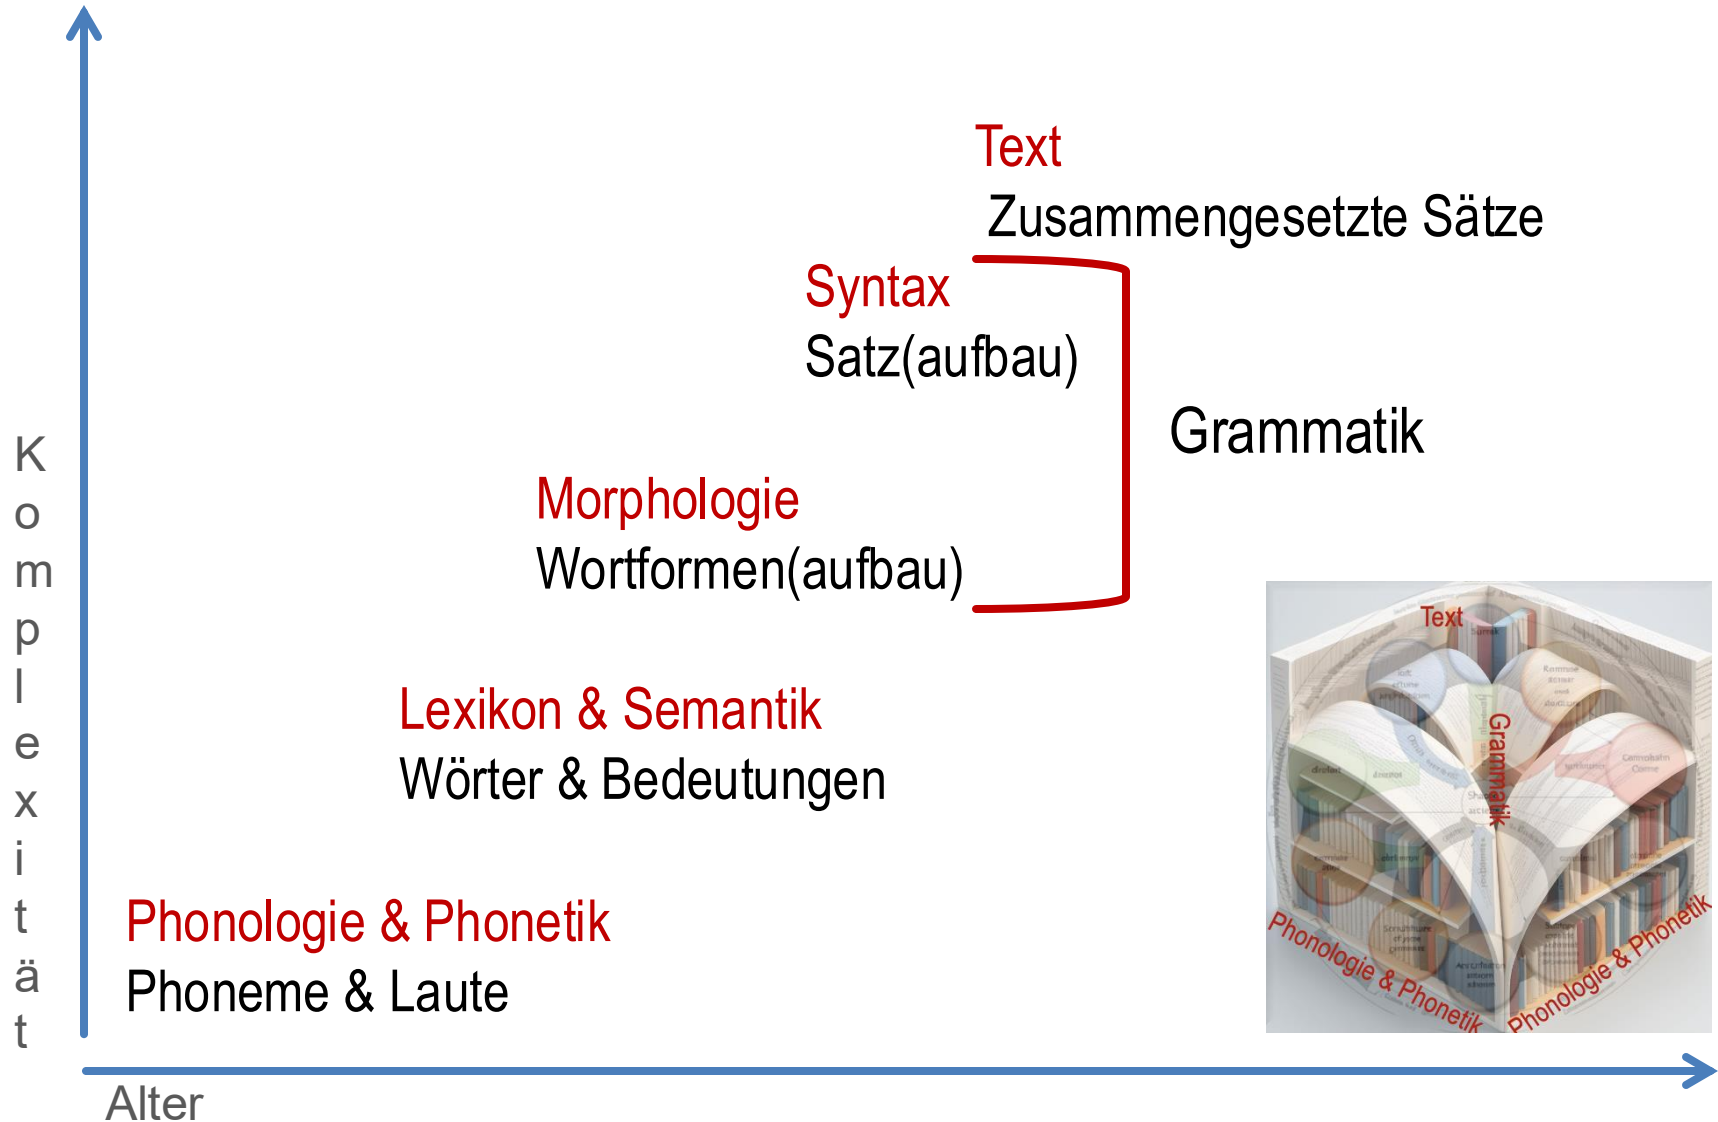 Text
Zusammengesetzte Sätze
Syntax
Satz(aufbau)
Grammatik
Morphologie
Wortformen(aufbau)
Lexikon & Semantik
Wörter & Bedeutungen
Phonologie & Phonetik
Phoneme & Laute
Komplexität
Alter
Text
Grammatik
Phonologie & Phonetik
Phonologie & Phonetik